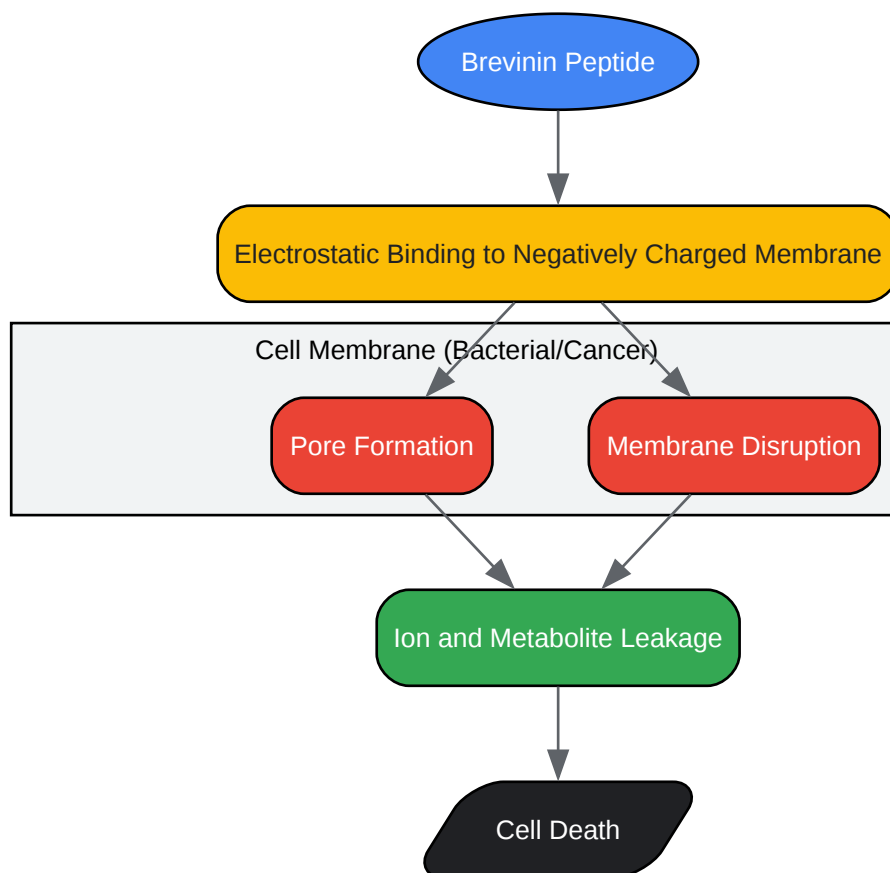 Brevinin Peptide
Electrostatic Binding to Negatively Charged Membrane
Cell Membrane (Bacterial/Cancer)
Pore Formation
Membrane Disruption
Ion and Metabolite Leakage
Cell Death